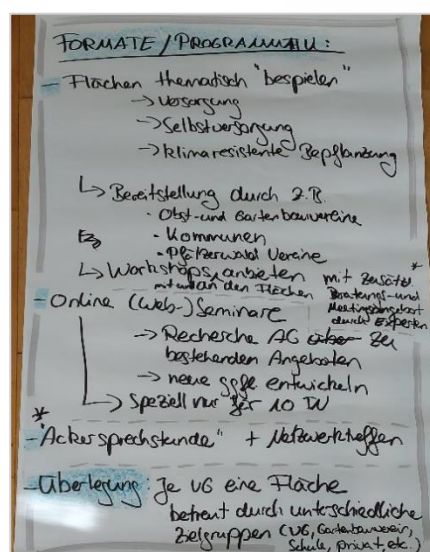 FORMATE / PROGRAMMATIK:
- Flächen thematisch "bespielen"
-> Versorgung
-> Selbstversorgung
-> klimaresistente Bepflanzung
-> Bereitstellung durch z.B.
· Obst- und Gartenbauvereine
· Kommunen
· Pfälzerwald Vereine
-> Workshops anbieten
mit und an den Flächen
* mit zusätzl.
Beratungs- und
Meetingsangebot
durch Experten
- Online (Web-) Seminare
-> Recherche AG über zu
bestehenden Angeboten
-> neue ggfs entwickeln
-> Speziell nur für 10 TN
*
- "Ackersprechstunde" + Netzwerktreffen
- Überlegung: Je VG eine Fläche
betreut durch unterschiedliche
Zielgruppen (VG, Gartenbauverein,
Schule, privat, etc.)